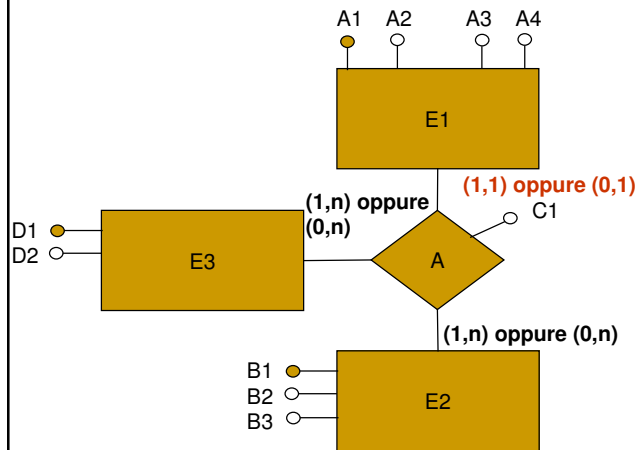 A1 A2 A3 A4
E1
(1,1) oppure (0,1)
(1,n) oppure
(0,n)
C1
D1
D2
E3
A
(1,n) oppure (0,n)
B1
B2
B3
E2